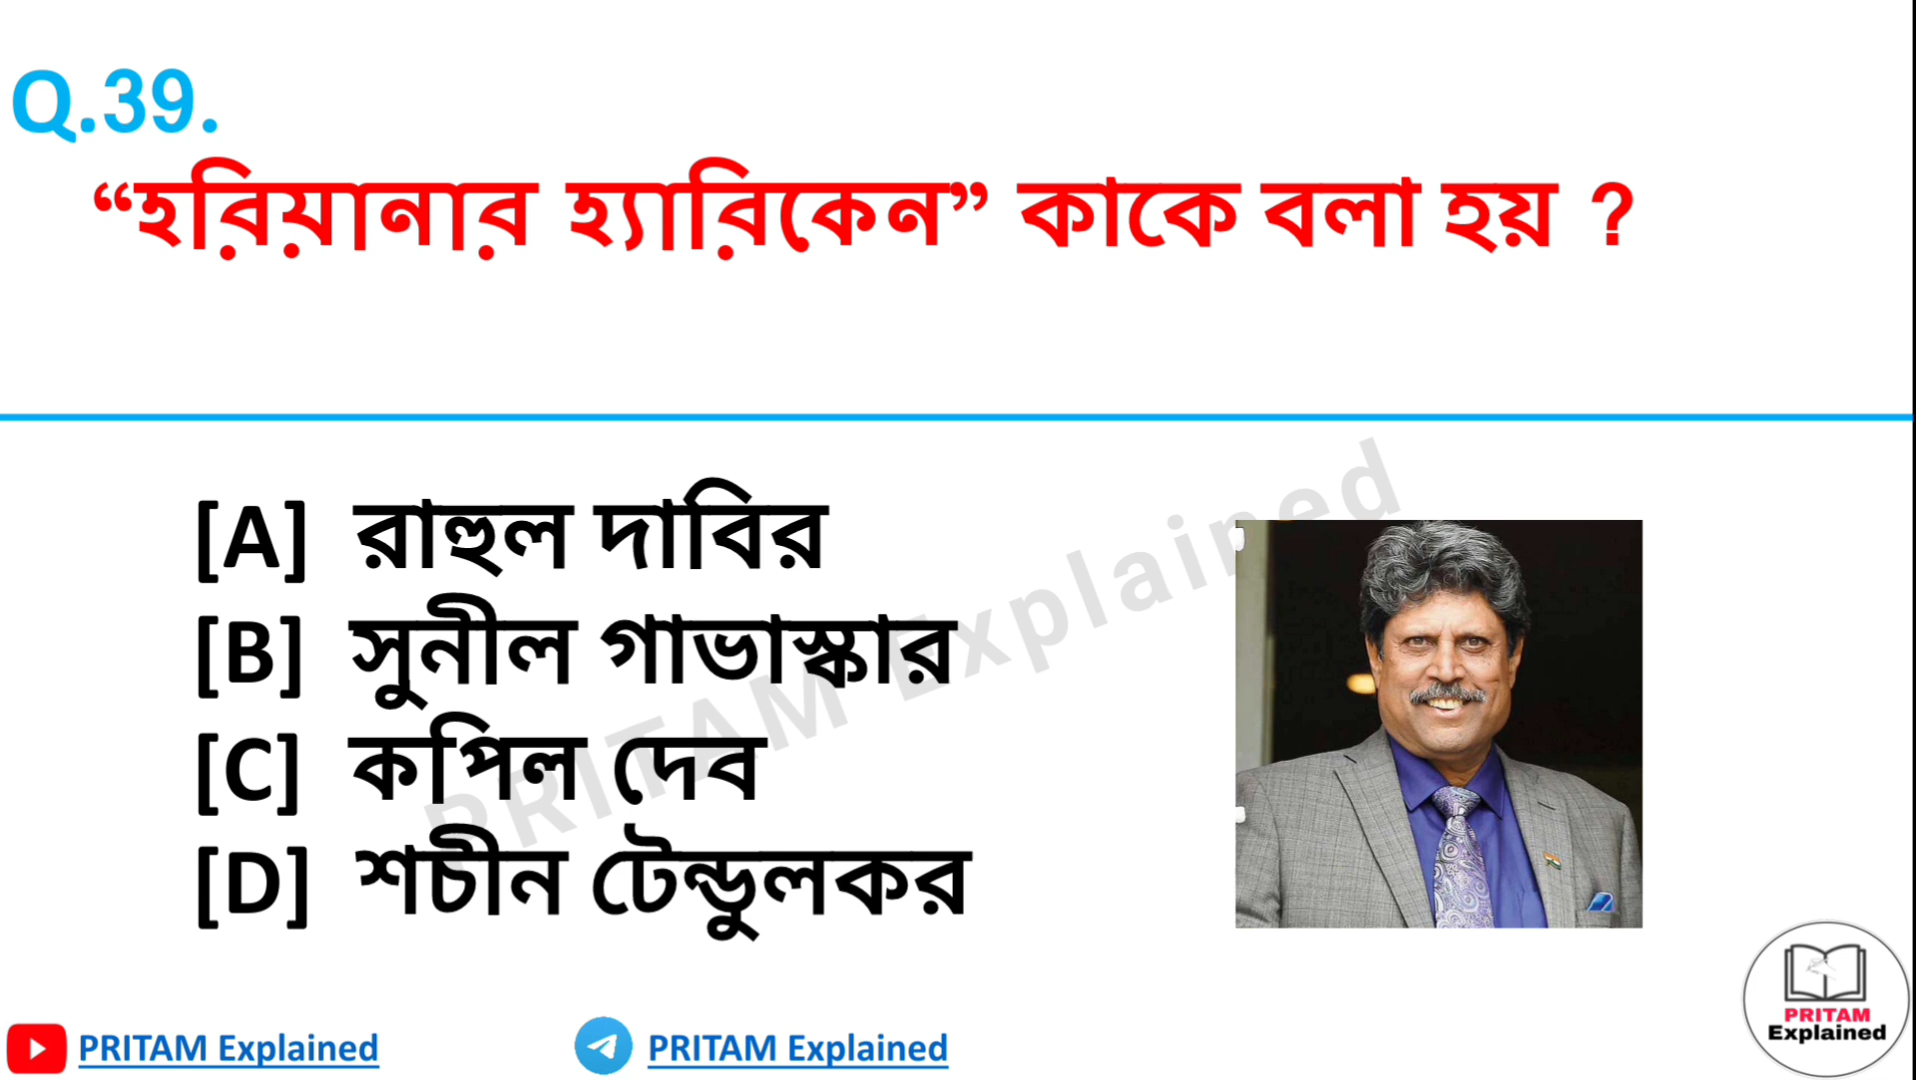 Q.39.
“হরিয়ানার হ্যারিকেন” কাকে বলা হয় ?
[A] রাহুল দাবির
[B] সুনীল গাভাস্কার
[C] কপিল দেব
[D] শচীন টেন্ডুলকর
PRITAM Explained
PRITAM Explained
PRITAM Explained
PRITAM
Explained